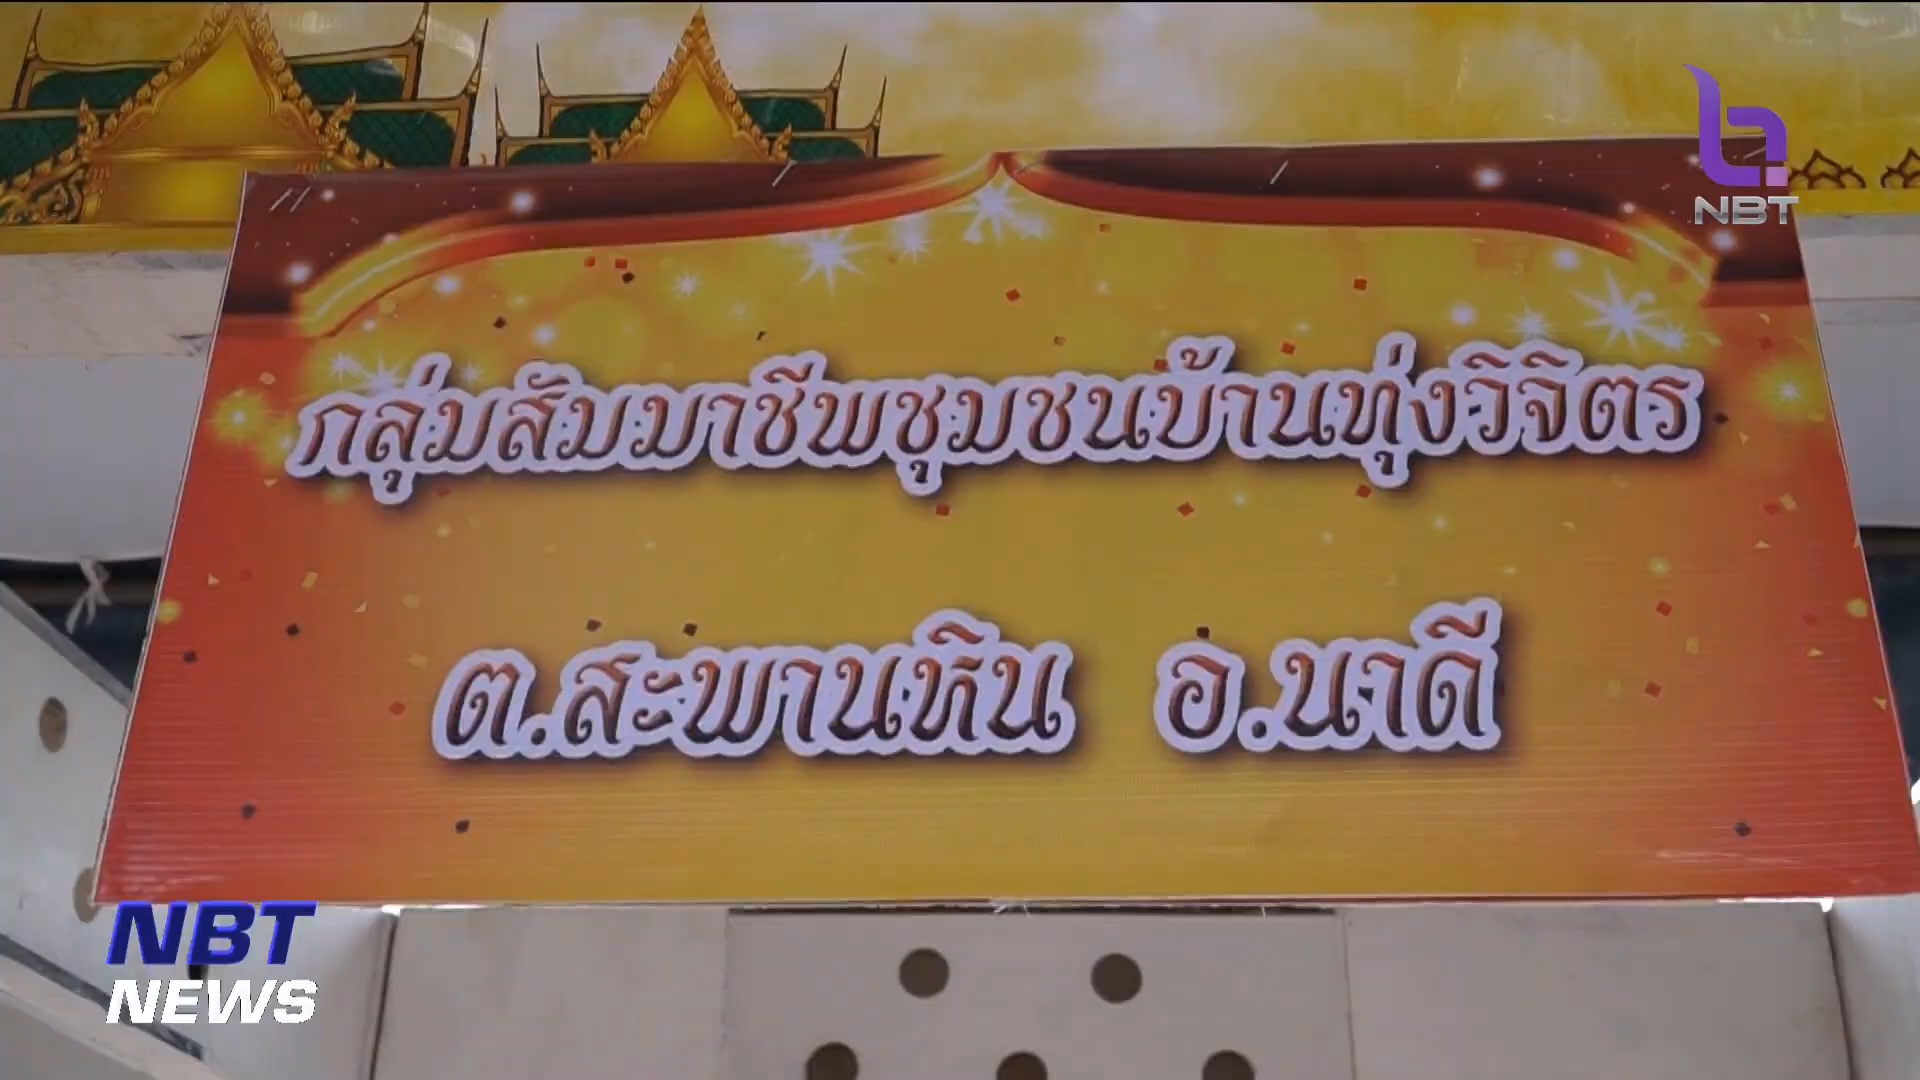 NBT
กลุ่มสัมมาชีพชุมชนบ้านทุ่งวิจิตร
ต.สะพานหิน อ.นาดี
NBT
NEWS